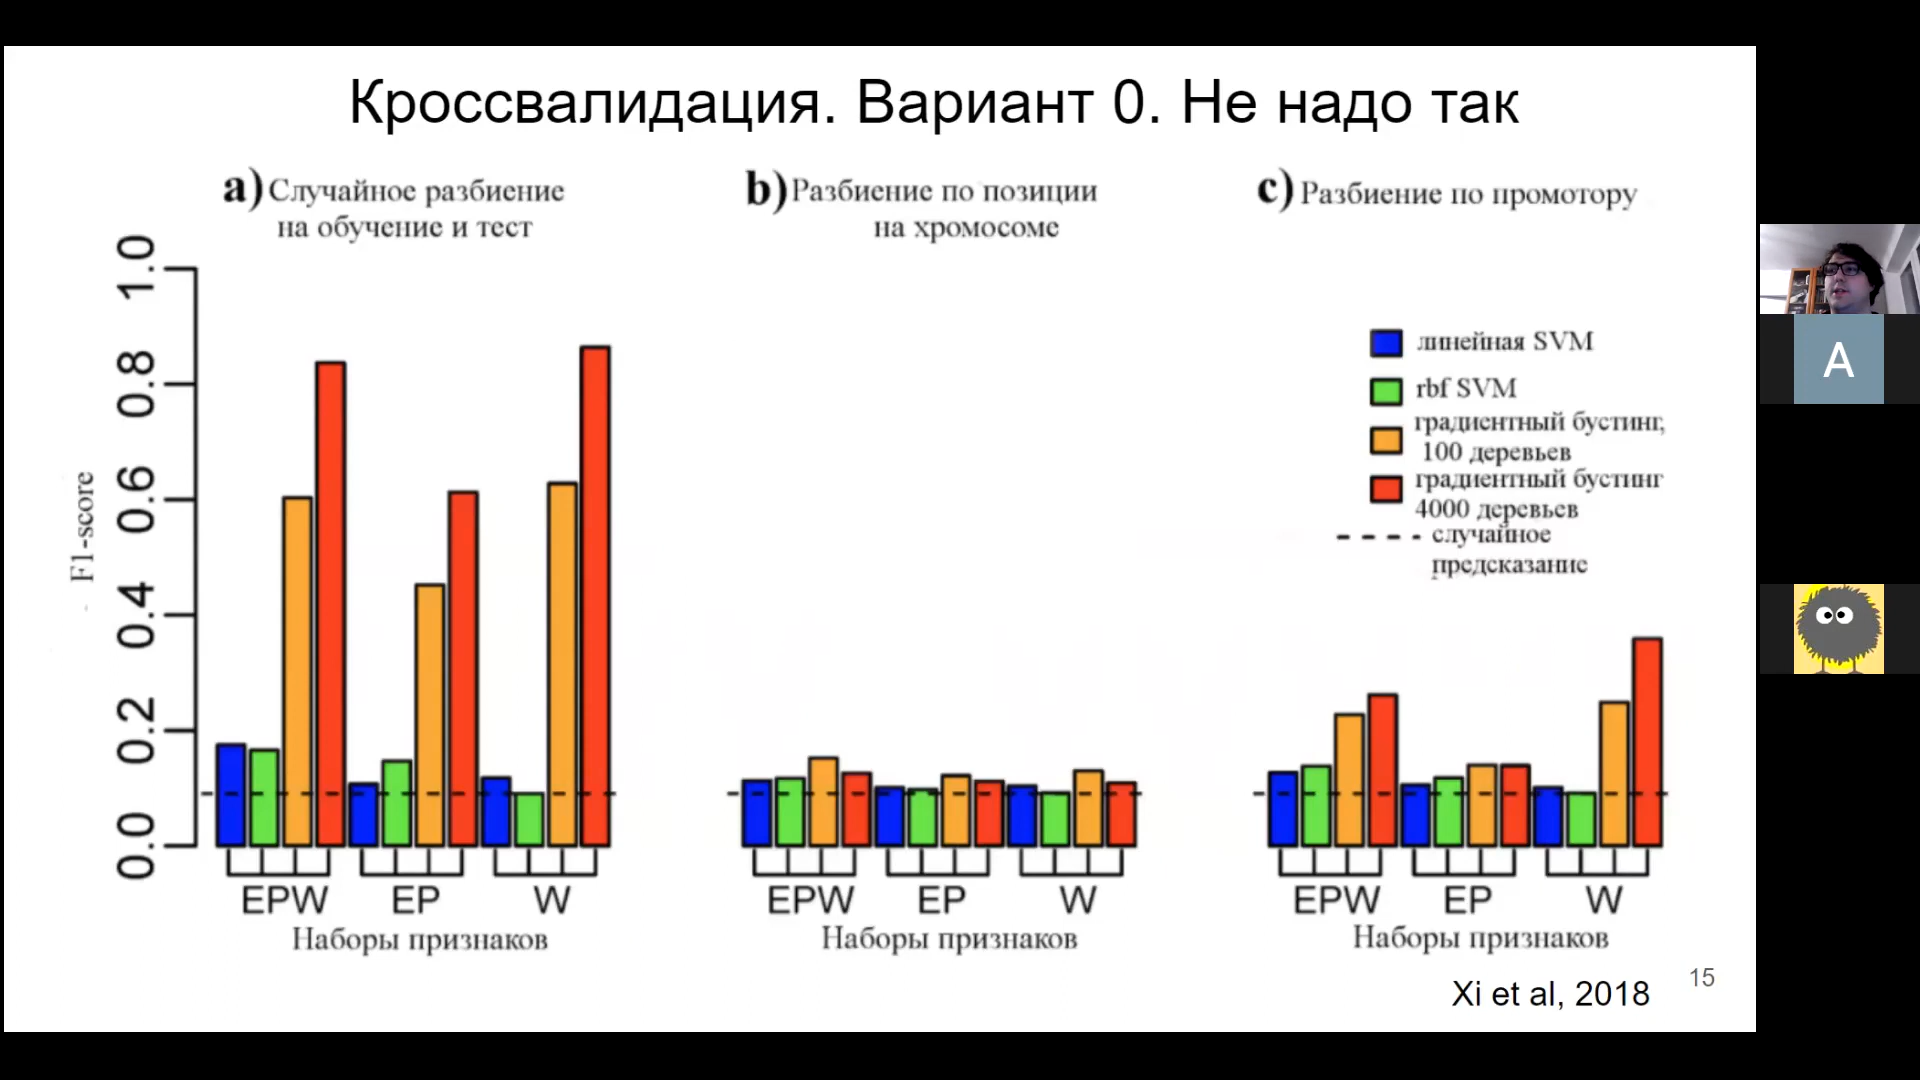 Кроссвалидация. Вариант 0. Не надо так
a) Случайное разбиение
на обучение и тест
b) Разбиение по позиции
на хромосоме
c) Разбиение по промотору
линейная SVM
rbf SVM
градиентный бустинг,
100 деревьев
градиентный бустинг
4000 деревьев
случайное
предсказание
F1-score
1.0
0.8
0.6
0.4
0.2
0.0
EPW EP W
Наборы признаков
EPW EP W
Наборы признаков
EPW EP W
Наборы признаков
Xi et al, 2018
15
A